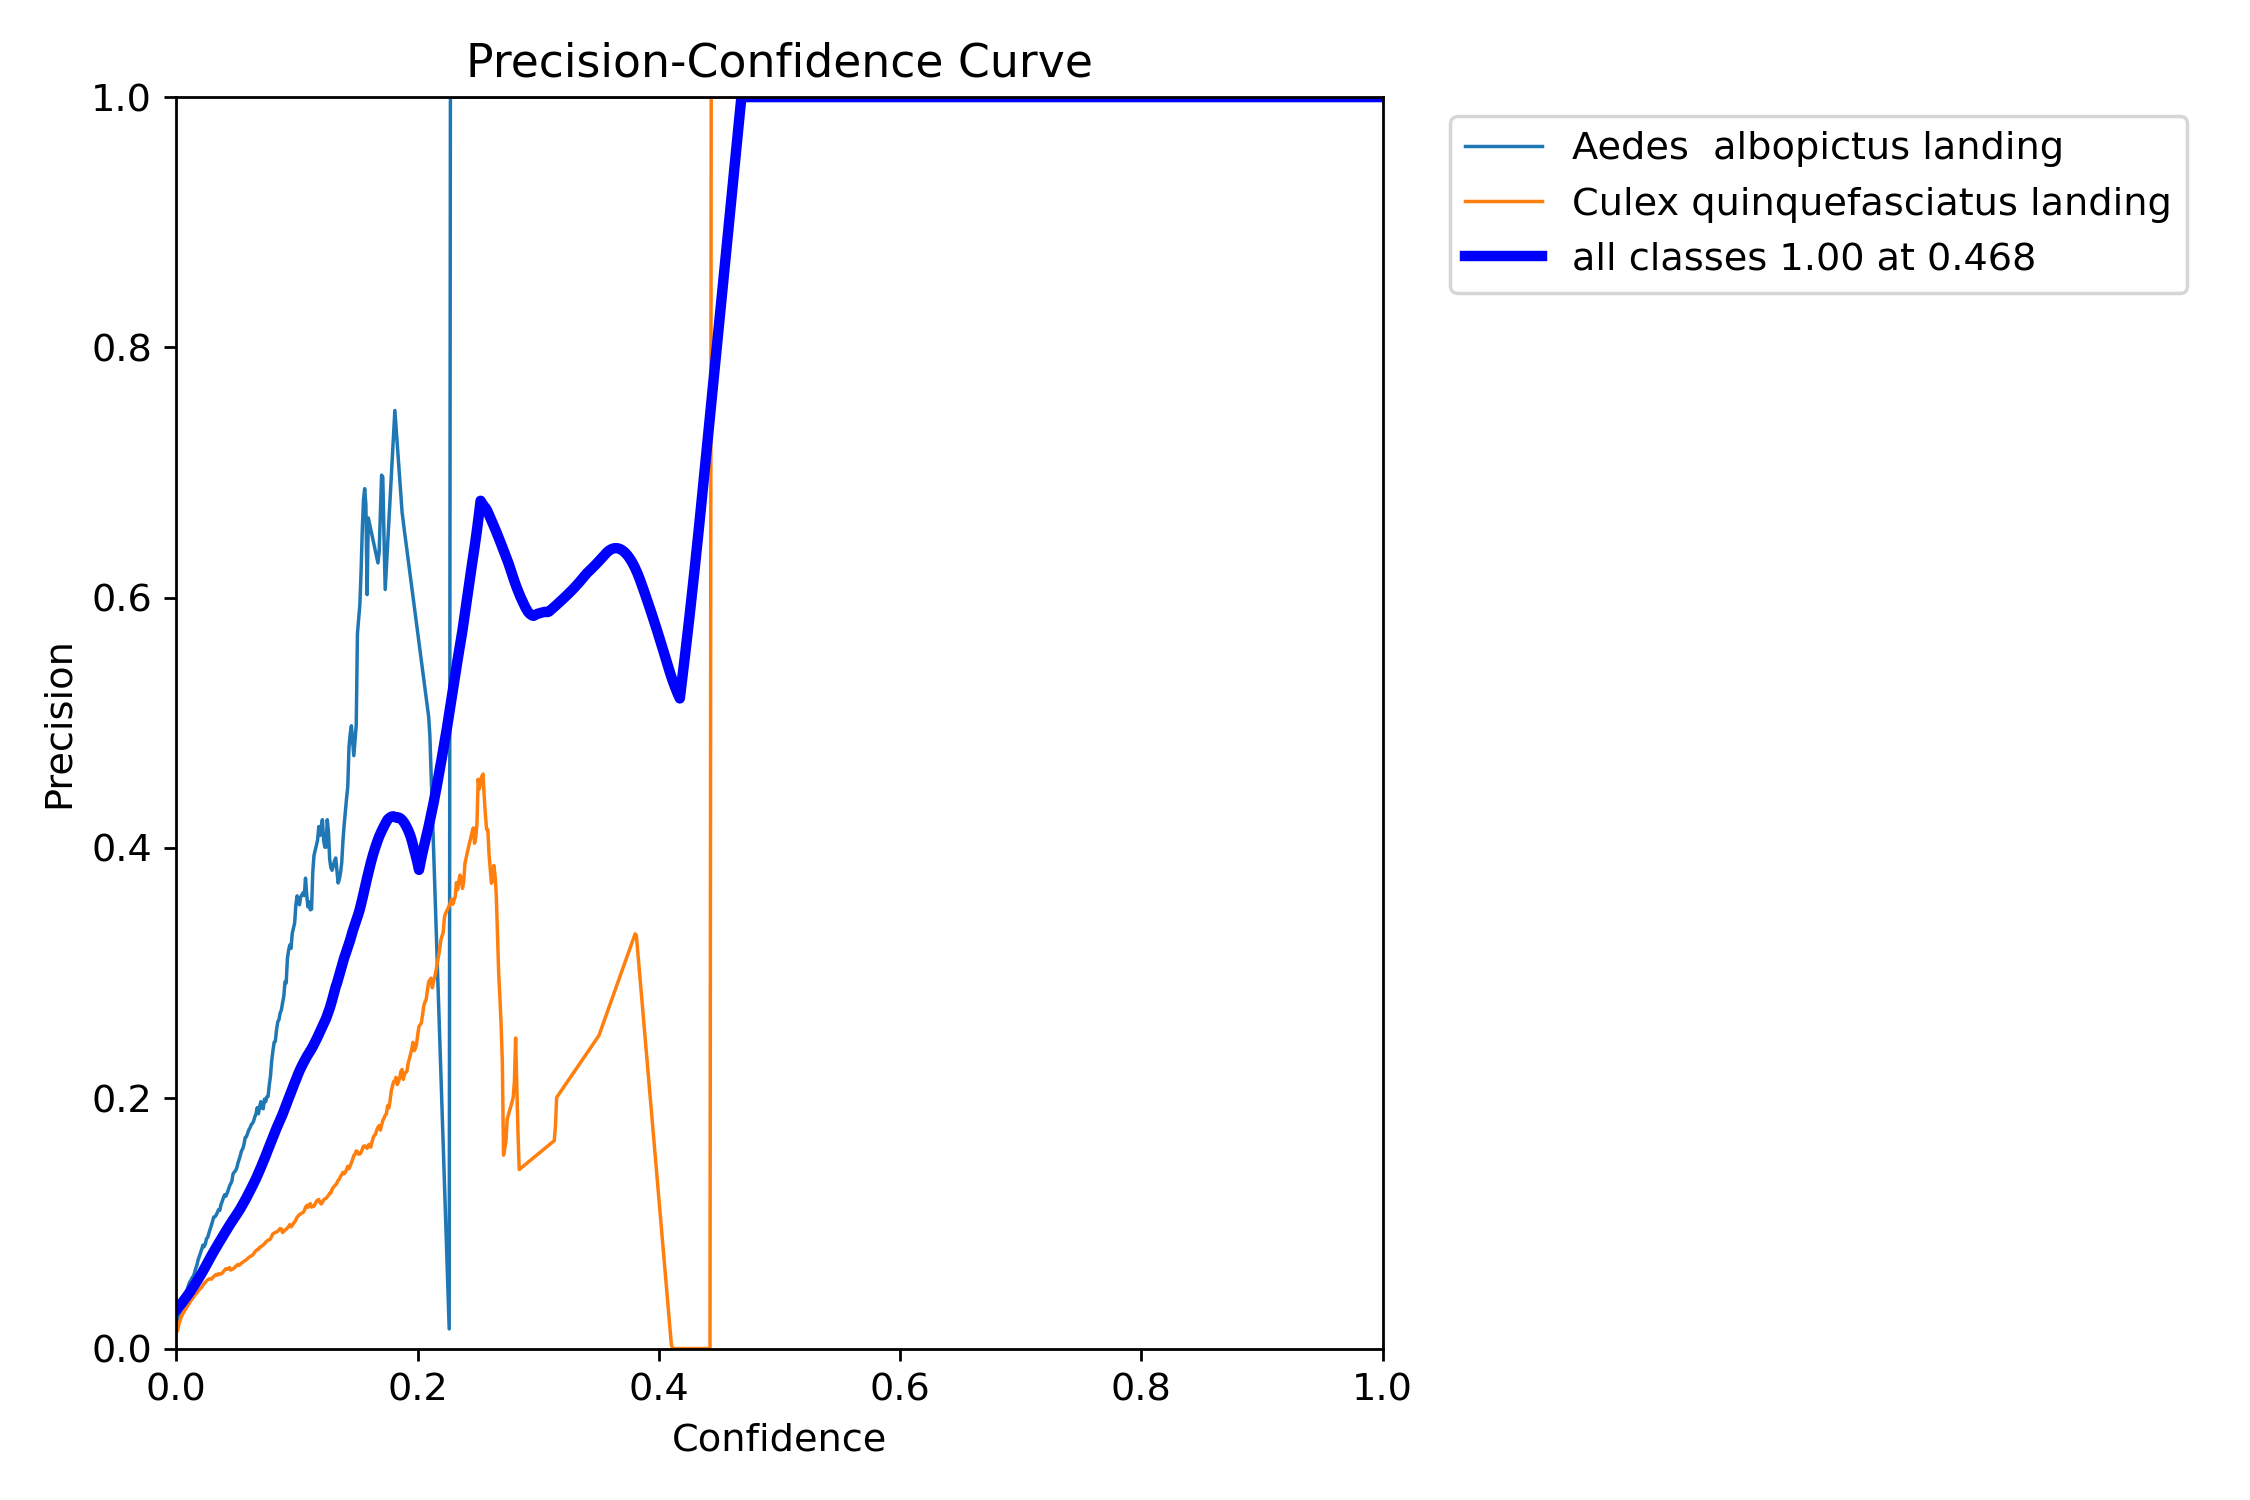 Precision-Confidence Curve
1.0
0.8
0.6
0.4
0.2
0.0
Precision
0.0 0.2 0.4 0.6 0.8 1.0
Confidence
Aedes  albopictus landing
Culex quinquefasciatus landing
all classes 1.00 at 0.468